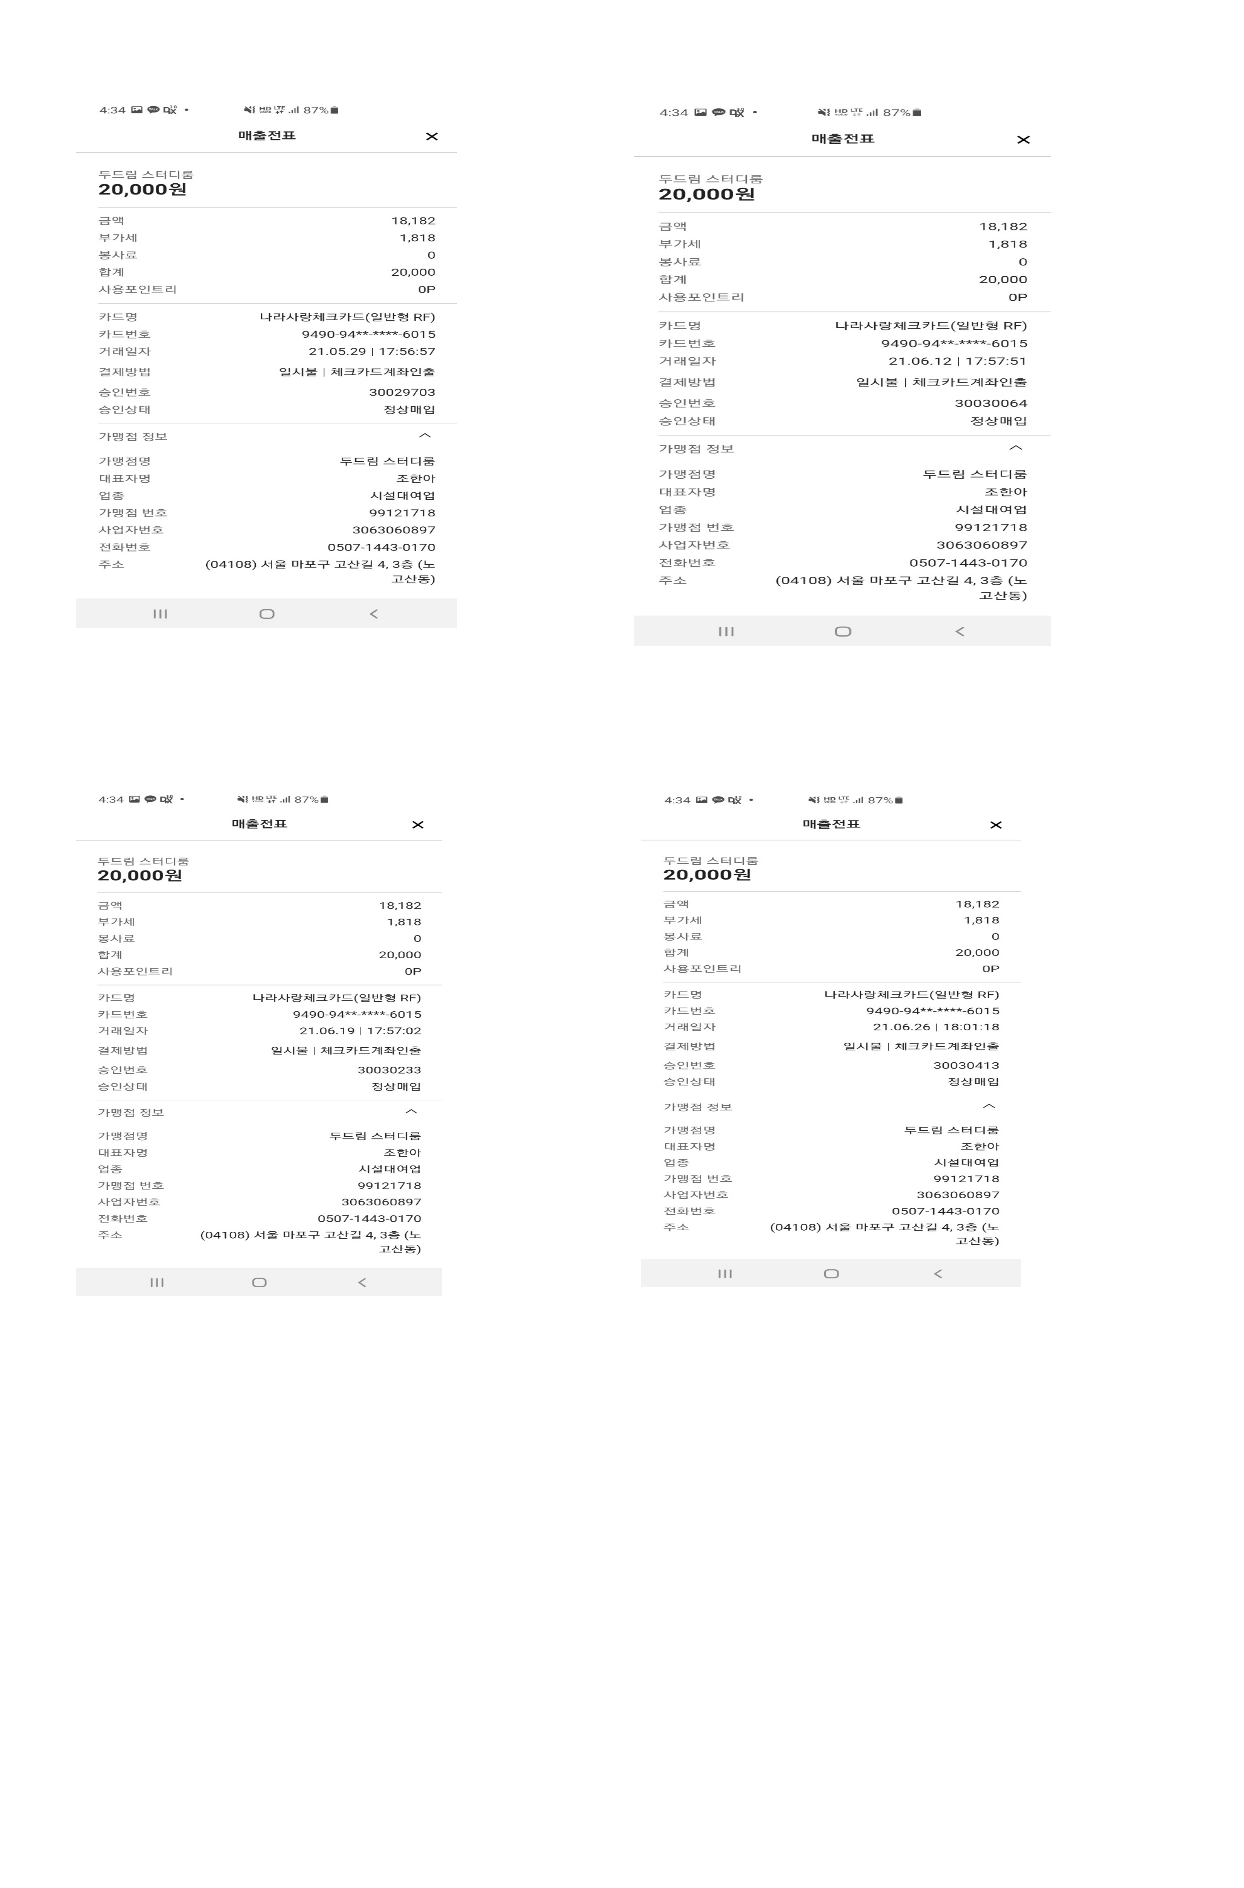 4:34 87%
매출전표
두드림 스터디룸
20,000원
금액 18,182
부가세 1,818
봉사료 0
합계 20,000
사용포인트리 0P
카드명 나라사랑체크카드(일반형 RF)
카드번호 9490-94**-****-6015
거래일자 21.05.29 | 17:56:57
결제방법 일시불 | 체크카드계좌인출
승인번호 30029703
승인상태 정상매입
가맹점 정보
가맹점명 두드림 스터디룸
대표자명 조한아
업종 시설대여업
가맹점 번호 99121718
사업자번호 3063060897
전화번호 0507-1443-0170
주소 (04108) 서울 마포구 고산길 4, 3층 (노
고산동)
4:34 87%
매출전표
두드림 스터디룸
20,000원
금액 18,182
부가세 1,818
봉사료 0
합계 20,000
사용포인트리 0P
카드명 나라사랑체크카드(일반형 RF)
카드번호 9490-94**-****-6015
거래일자 21.06.12 | 17:57:51
결제방법 일시불 | 체크카드계좌인출
승인번호 30030064
승인상태 정상매입
가맹점 정보
가맹점명 두드림 스터디룸
대표자명 조한아
업종 시설대여업
가맹점 번호 99121718
사업자번호 3063060897
전화번호 0507-1443-0170
주소 (04108) 서울 마포구 고산길 4, 3층 (노
고산동)
4:34 87%
매출전표
두드림 스터디룸
20,000원
금액 18,182
부가세 1,818
봉사료 0
합계 20,000
사용포인트리 0P
카드명 나라사랑체크카드(일반형 RF)
카드번호 9490-94**-****-6015
거래일자 21.06.19 | 17:57:02
결제방법 일시불 | 체크카드계좌인출
승인번호 30030233
승인상태 정상매입
가맹점 정보
가맹점명 두드림 스터디룸
대표자명 조한아
업종 시설대여업
가맹점 번호 99121718
사업자번호 3063060897
전화번호 0507-1443-0170
주소 (04108) 서울 마포구 고산길 4, 3층 (노
고산동)
4:34 87%
매출전표
두드림 스터디룸
20,000원
금액 18,182
부가세 1,818
봉사료 0
합계 20,000
사용포인트리 0P
카드명 나라사랑체크카드(일반형 RF)
카드번호 9490-94**-****-6015
거래일자 21.06.26 | 18:01:18
결제방법 일시불 | 체크카드계좌인출
승인번호 30030413
승인상태 정상매입
가맹점 정보
가맹점명 두드림 스터디룸
대표자명 조한아
업종 시설대여업
가맹점 번호 99121718
사업자번호 3063060897
전화번호 0507-1443-0170
주소 (04108) 서울 마포구 고산길 4, 3층 (노
고산동)